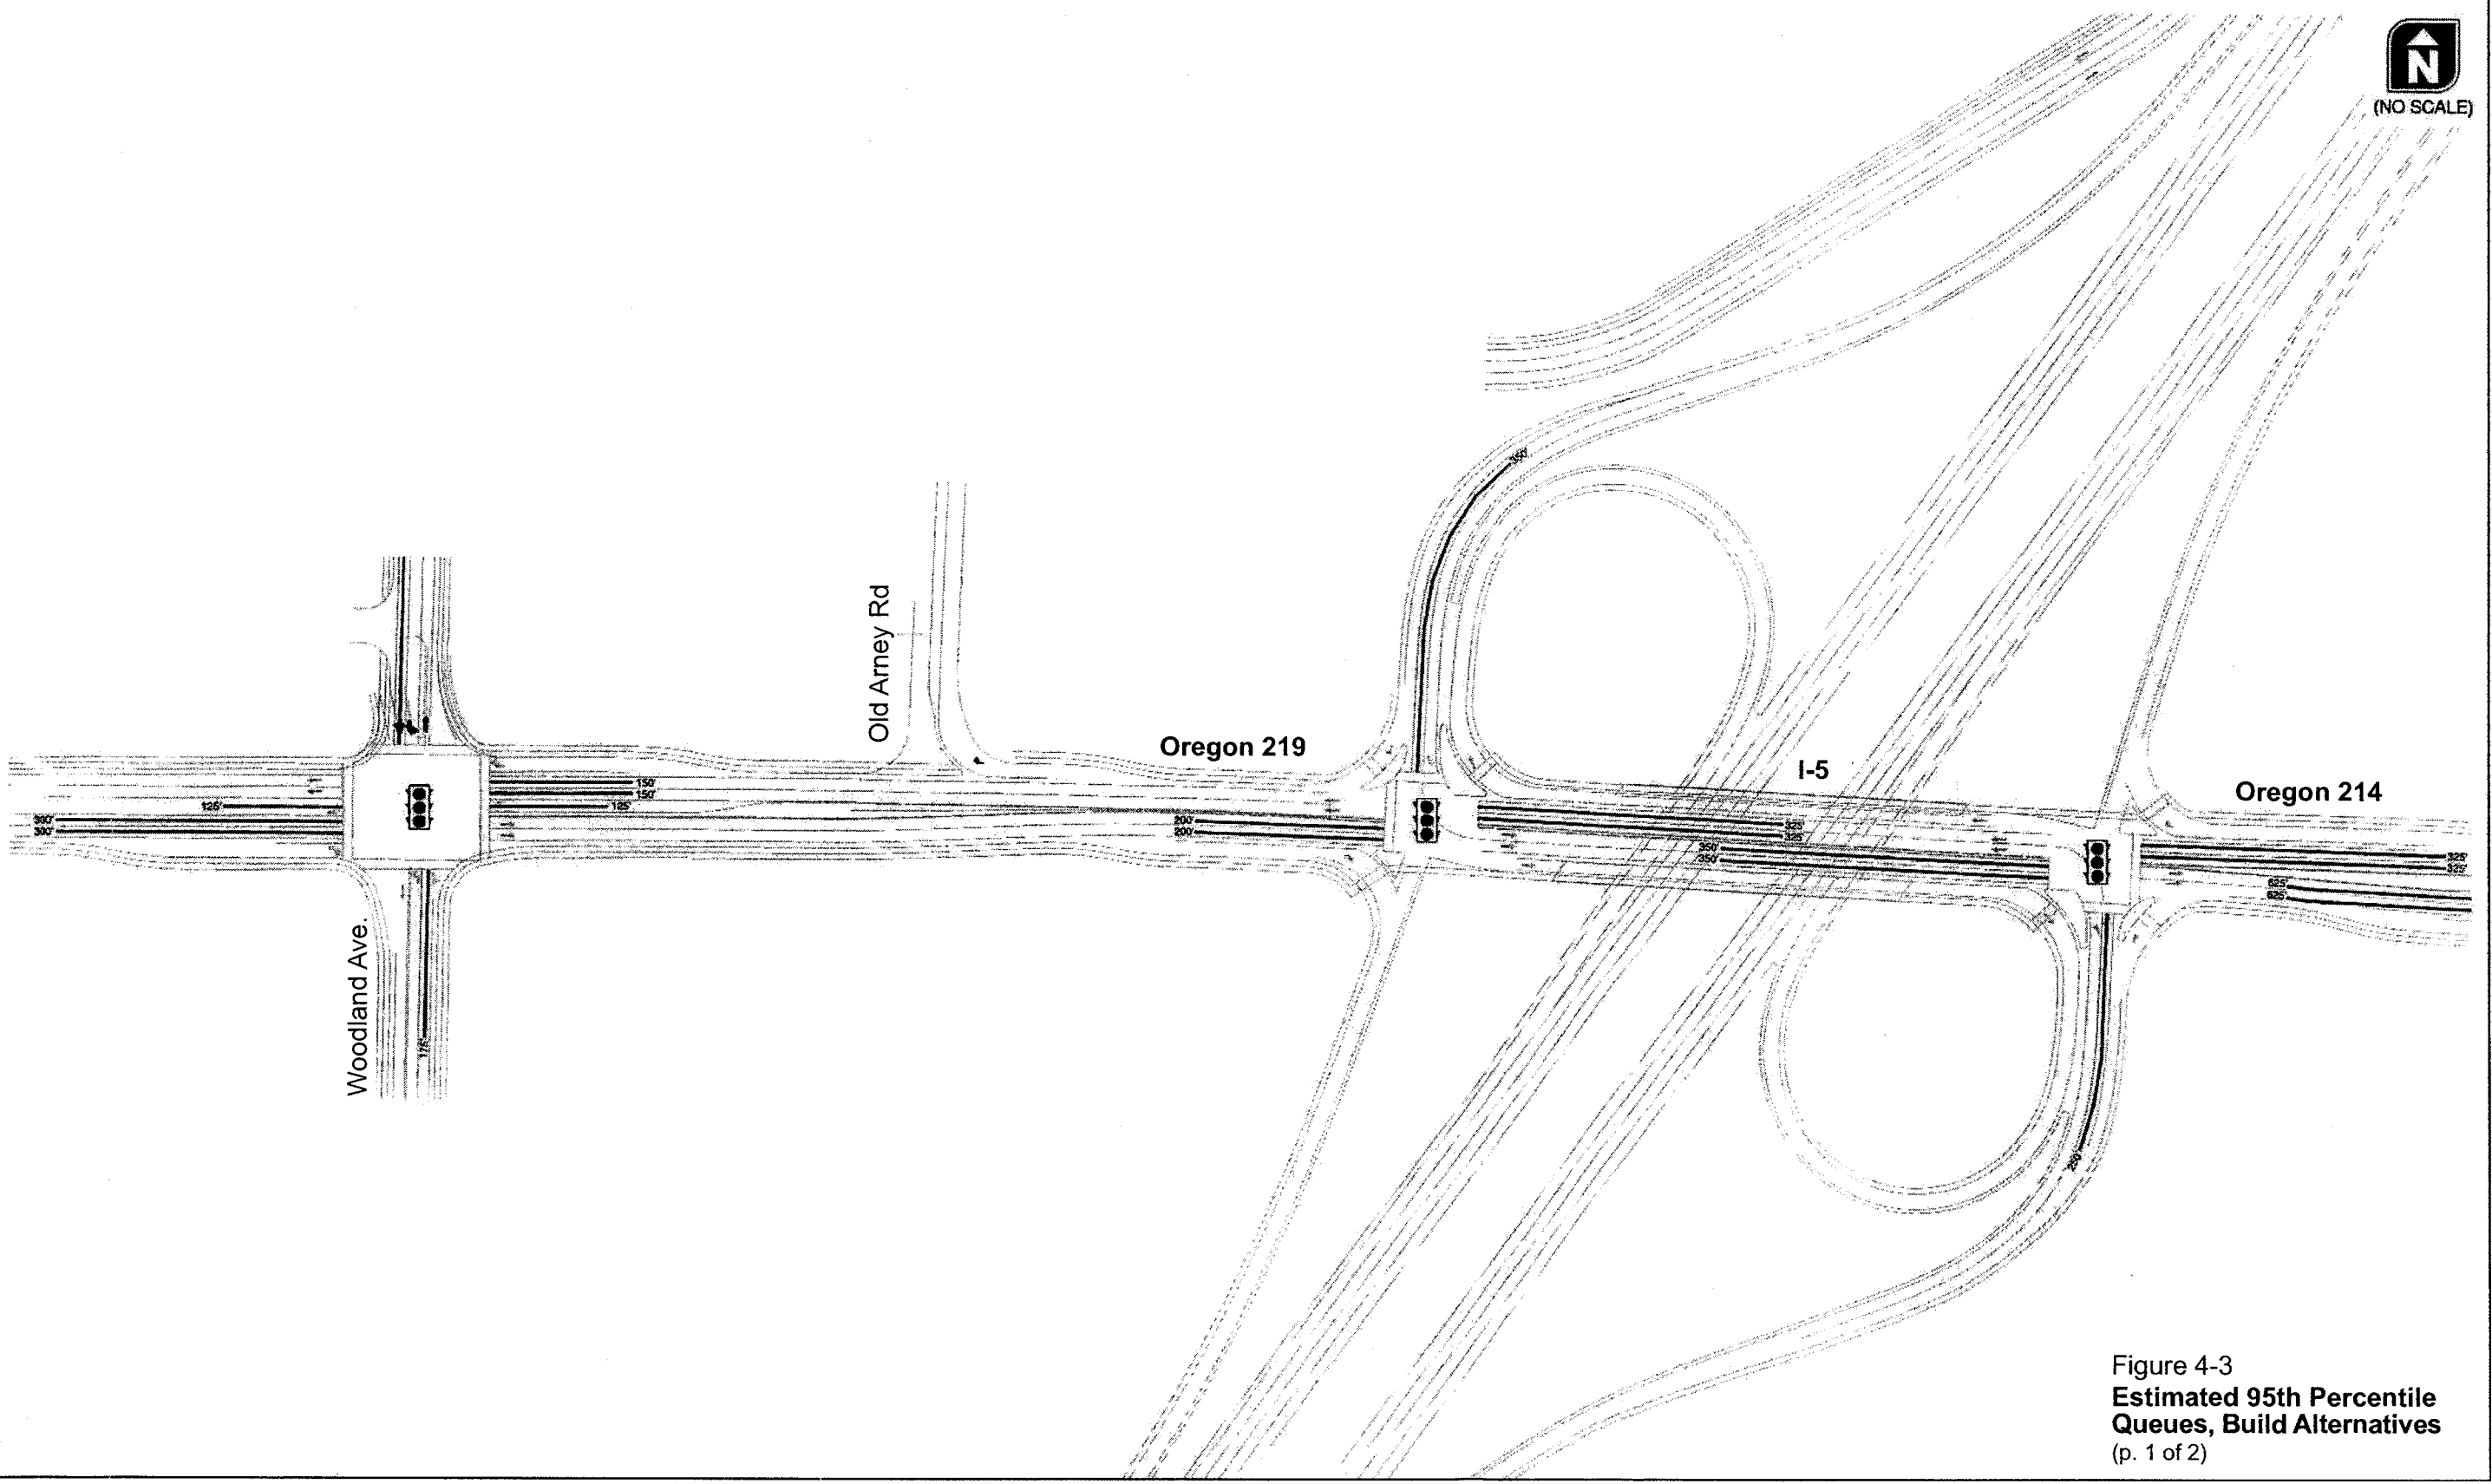 N
(NO SCALE)
350'
Old Arney Rd
Oregon 219
I-5
Oregon 214
150'
150'
125'
125'
300'
300'
200'
200'
325'
350'
350'
325'
325'
625'
625'
Woodland Ave.
175'
250'
Figure 4-3
Estimated 95th Percentile
Queues, Build Alternatives
(p. 1 of 2)